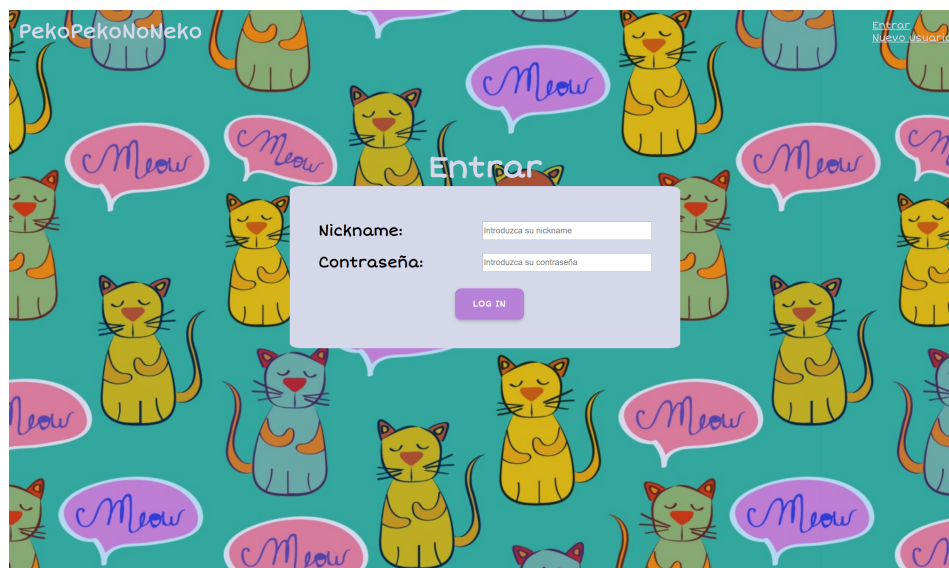 PekoPekoNoNeko
Entrar
Nuevo usuario
Meow
Meow
Meow
Meow
Meow
Entrar
Nickname:
Introduzca su nickname
Contraseña:
Introduzca su contraseña
LOG IN
Meow
Meow
Meow
Meow
Meow